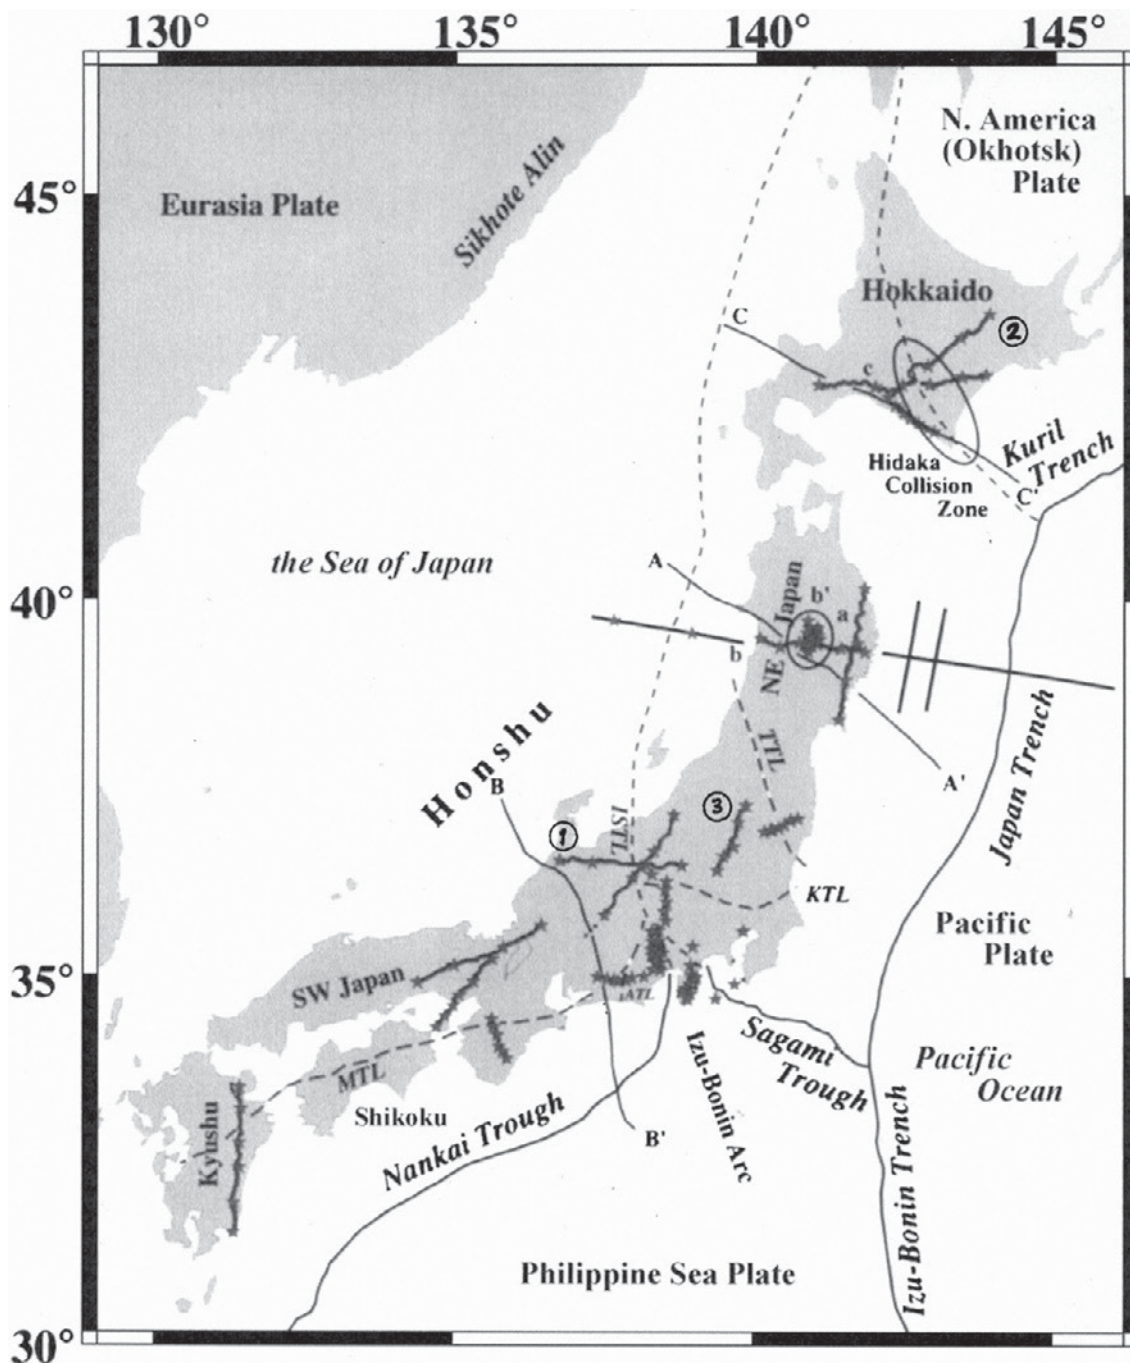 130°
135°
140°
145°
N. America
(Okhotsk)
Plate
45°
Eurasia Plate
Sikhote Alin
Hokkaido
②
C
c
Hidaka
Collision
Zone
Kuril
Trench
C'
the Sea of Japan
40°
A
NE Japan
b'
a
b
TTL
A'
Japan Trench
Honshu
B
①
ISTL
③
KTL
Pacific
Plate
35°
SW Japan
ATL
MTL
Shikoku
Kyushu
Sagami
Trough
Pacific
Ocean
Izu-Bonin Arc
Nankai Trough
B'
Izu-Bonin Trench
Philippine Sea Plate
30°